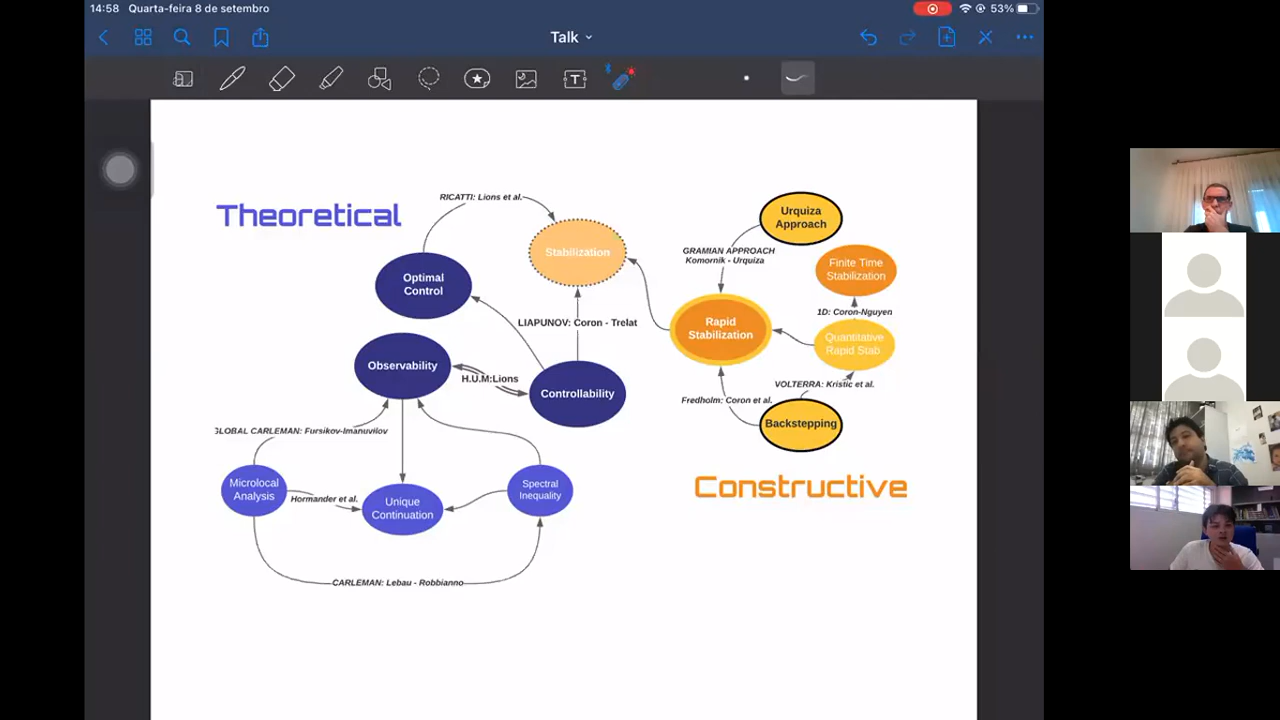 14:58 Quarta-feira 8 de setembro
53%
Talk
T
Theoretical
RICATTI: Lions et al.
Stabilization
Optimal
Control
LIAPUNOV: Coron - Trelat
Observability
H.U.M:Lions
Controllability
GLOBAL CARLEMAN: Fursikov-Imanuvilov
Microlocal
Analysis
Hormander et al.
Unique
Continuation
Spectral
Inequality
CARLEMAN: Lebau - Robbianno
Urquiza
Approach
GRAMIAN APPROACH
Komornik - Urquiza
Finite Time
Stabilization
1D: Coron-Nguyen
Rapid
Stabilization
Quantitative
Rapid Stab
VOLTERRA: Kristic et al.
Fredholm: Coron et al.
Backstepping
Constructive